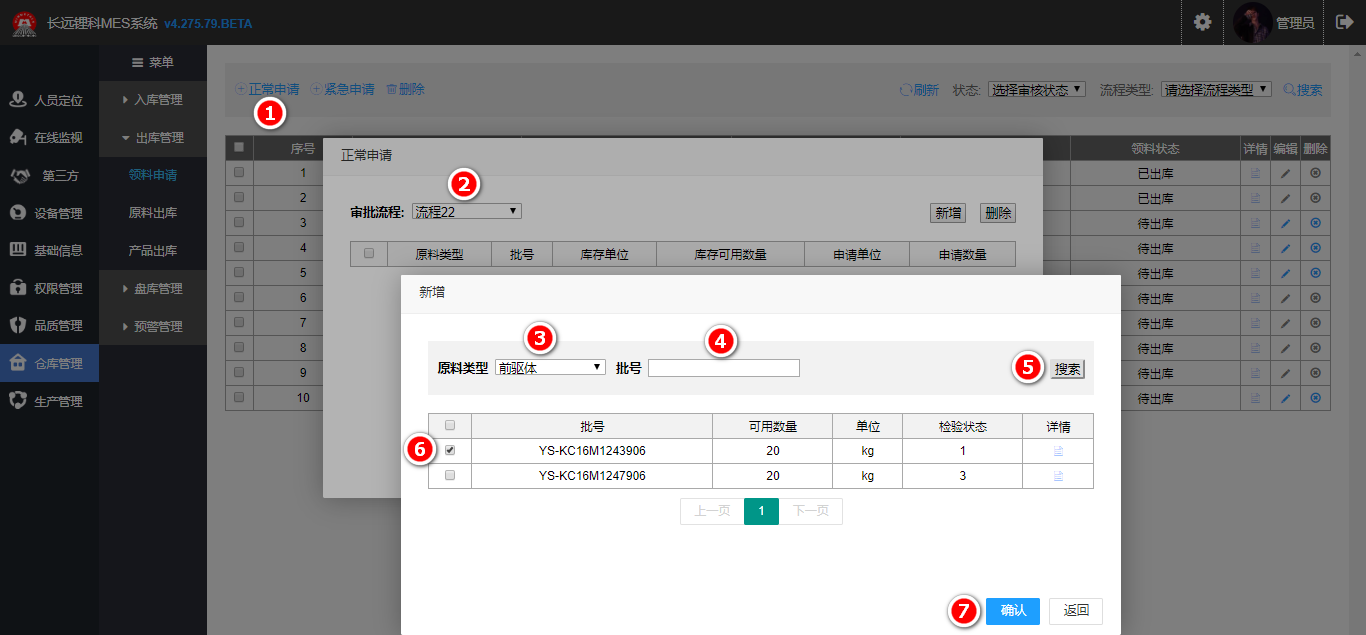 长远锂科MES系统 v4.275.79.BETA
管理员
菜单
人员定位
在线监视
第三方
设备管理
基础信息
权限管理
品质管理
仓库管理
生产管理
入库管理
出库管理
领料申请
原料出库
产品出库
盘库管理
预警管理
正常申请 紧急申请 删除
刷新 状态: 选择审核状态 流程类型: 请选择流程类型 搜索
1
序号 领料状态 详情 编辑 删除
1 已出库
2 已出库
3 待出库
4 待出库
5 待出库
6 待出库
7 待出库
8 待出库
9 待出库
10 待出库
正常申请
2
审批流程: 流程22 新增 删除
原料类型 批号 库存单位 库存可用数量 申请单位 申请数量
新增
3 4
原料类型 前驱体 批号 5 搜索
批号 可用数量 单位 检验状态 详情
6 YS-KC16M1243906 20 kg 1
YS-KC16M1247906 20 kg 3
上一页 1 下一页
7 确认 返回